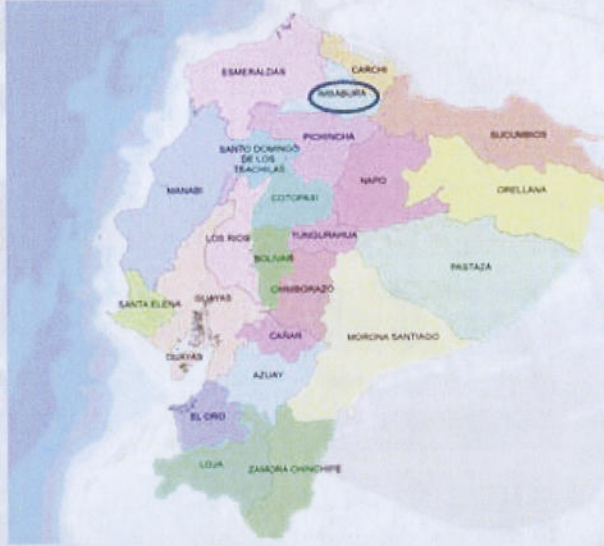 ESMERALDAS
CARCHI
IMBABURA
PICHINCHA
SUCUMBIOS
SANTO DOMINGO
DE LOS
TSACHILAS
NAPO
ORELLANA
MANABI
COTOPAXI
LOS RIOS
TUNGURAHUA
BOLIVAR
PASTAZA
CHIMBORAZO
SANTA ELENA
GUAYAS
CAÑAR
MORONA SANTIAGO
GUAYAS
AZUAY
EL ORO
LOJA
ZAMORA CHINCHIPE